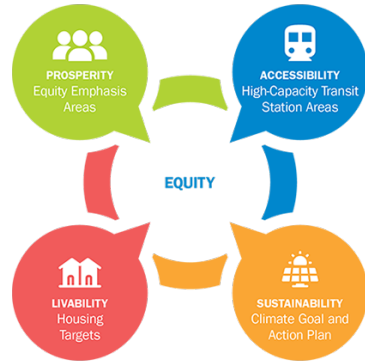 PROSPERITY
Equity Emphasis
Areas
ACCESSIBILITY
High-Capacity Transit
Station Areas
EQUITY
LIVABILITY
Housing
Targets
SUSTAINABILITY
Climate Goal and
Action Plan